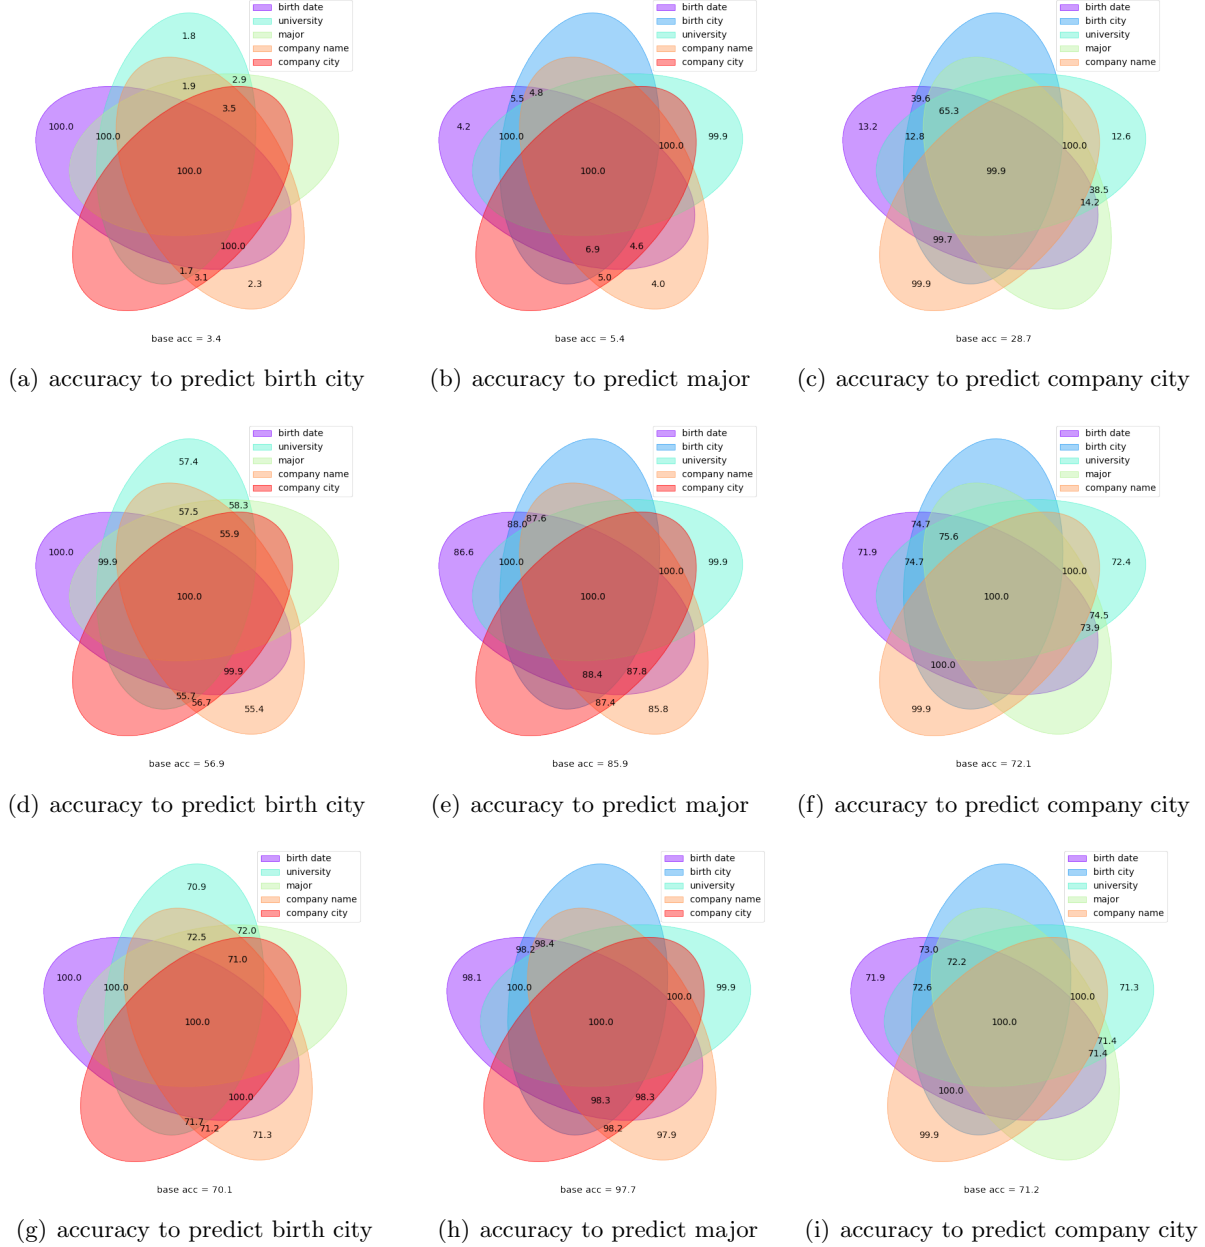 birth date
university
major
company name
company city
1.8
2.9
1.9
3.5
100.0
100.0
100.0
100.0
1.7
3.1
2.3
base acc = 3.4
(a) accuracy to predict birth city
birth date
birth city
university
company name
company city
4.8
5.5
4.2
100.0
99.9
100.0
100.0
6.9
4.6
5.0
4.0
base acc = 5.4
(b) accuracy to predict major
birth date
birth city
university
major
company name
39.6
65.3
13.2
12.8
100.0
12.6
99.9
38.5
14.2
99.7
99.9
base acc = 28.7
(c) accuracy to predict company city
birth date
university
major
company name
company city
57.4
58.3
57.5
55.9
100.0
99.9
100.0
99.9
55.7
56.7
55.4
base acc = 56.9
(d) accuracy to predict birth city
birth date
birth city
university
company name
company city
87.6
88.0
86.6
100.0
99.9
100.0
100.0
88.4
87.8
87.4
85.8
base acc = 85.9
(e) accuracy to predict major
birth date
birth city
university
major
company name
74.7
75.6
71.9
74.7
100.0
72.4
100.0
74.5
73.9
100.0
99.9
base acc = 72.1
(f) accuracy to predict company city
birth date
university
major
company name
company city
70.9
72.0
72.5
71.0
100.0
100.0
100.0
100.0
71.7
71.2
71.3
base acc = 70.1
(g) accuracy to predict birth city
birth date
birth city
university
company name
company city
98.4
98.2
98.1
100.0
99.9
100.0
100.0
98.3
98.3
98.2
97.9
base acc = 97.7
(h) accuracy to predict major
birth date
birth city
university
major
company name
73.0
72.2
71.9
72.6
100.0
71.3
100.0
71.4
71.4
100.0
99.9
base acc = 71.2
(i) accuracy to predict company city